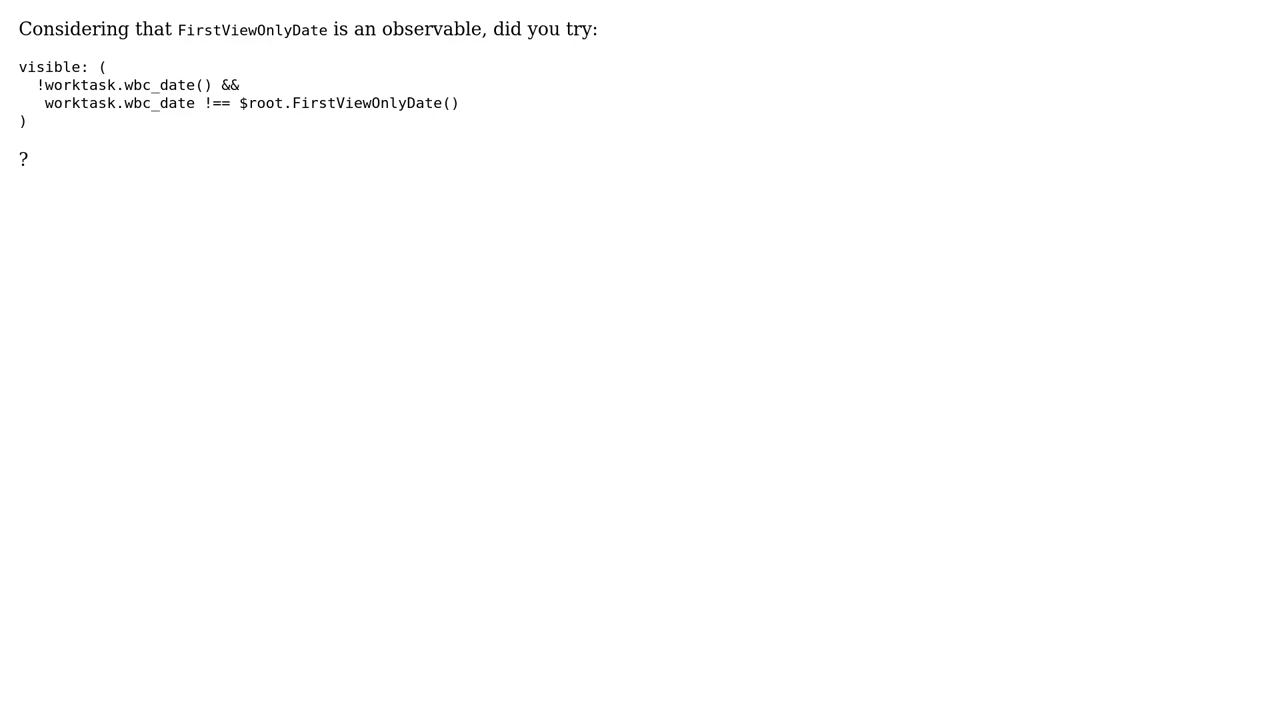 Considering that FirstViewOnlyDate is an observable, did you try:
visible: (
  !worktask.wbc_date() &&
   worktask.wbc_date !== $root.FirstViewOnlyDate()
)
?